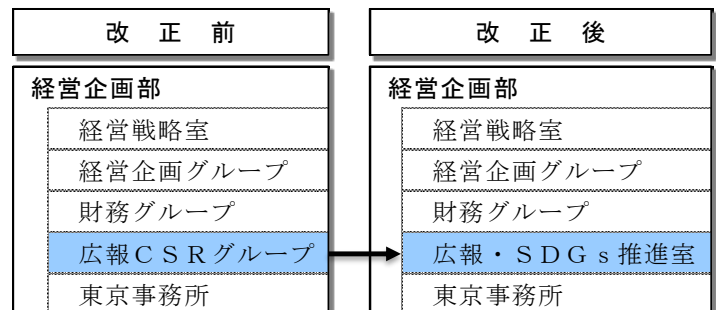 改正前
経営企画部
経営戦略室
経営企画グループ
財務グループ
広報CSRグループ
東京事務所
改正後
経営企画部
経営戦略室
経営企画グループ
財務グループ
広報・SDGs推進室
東京事務所